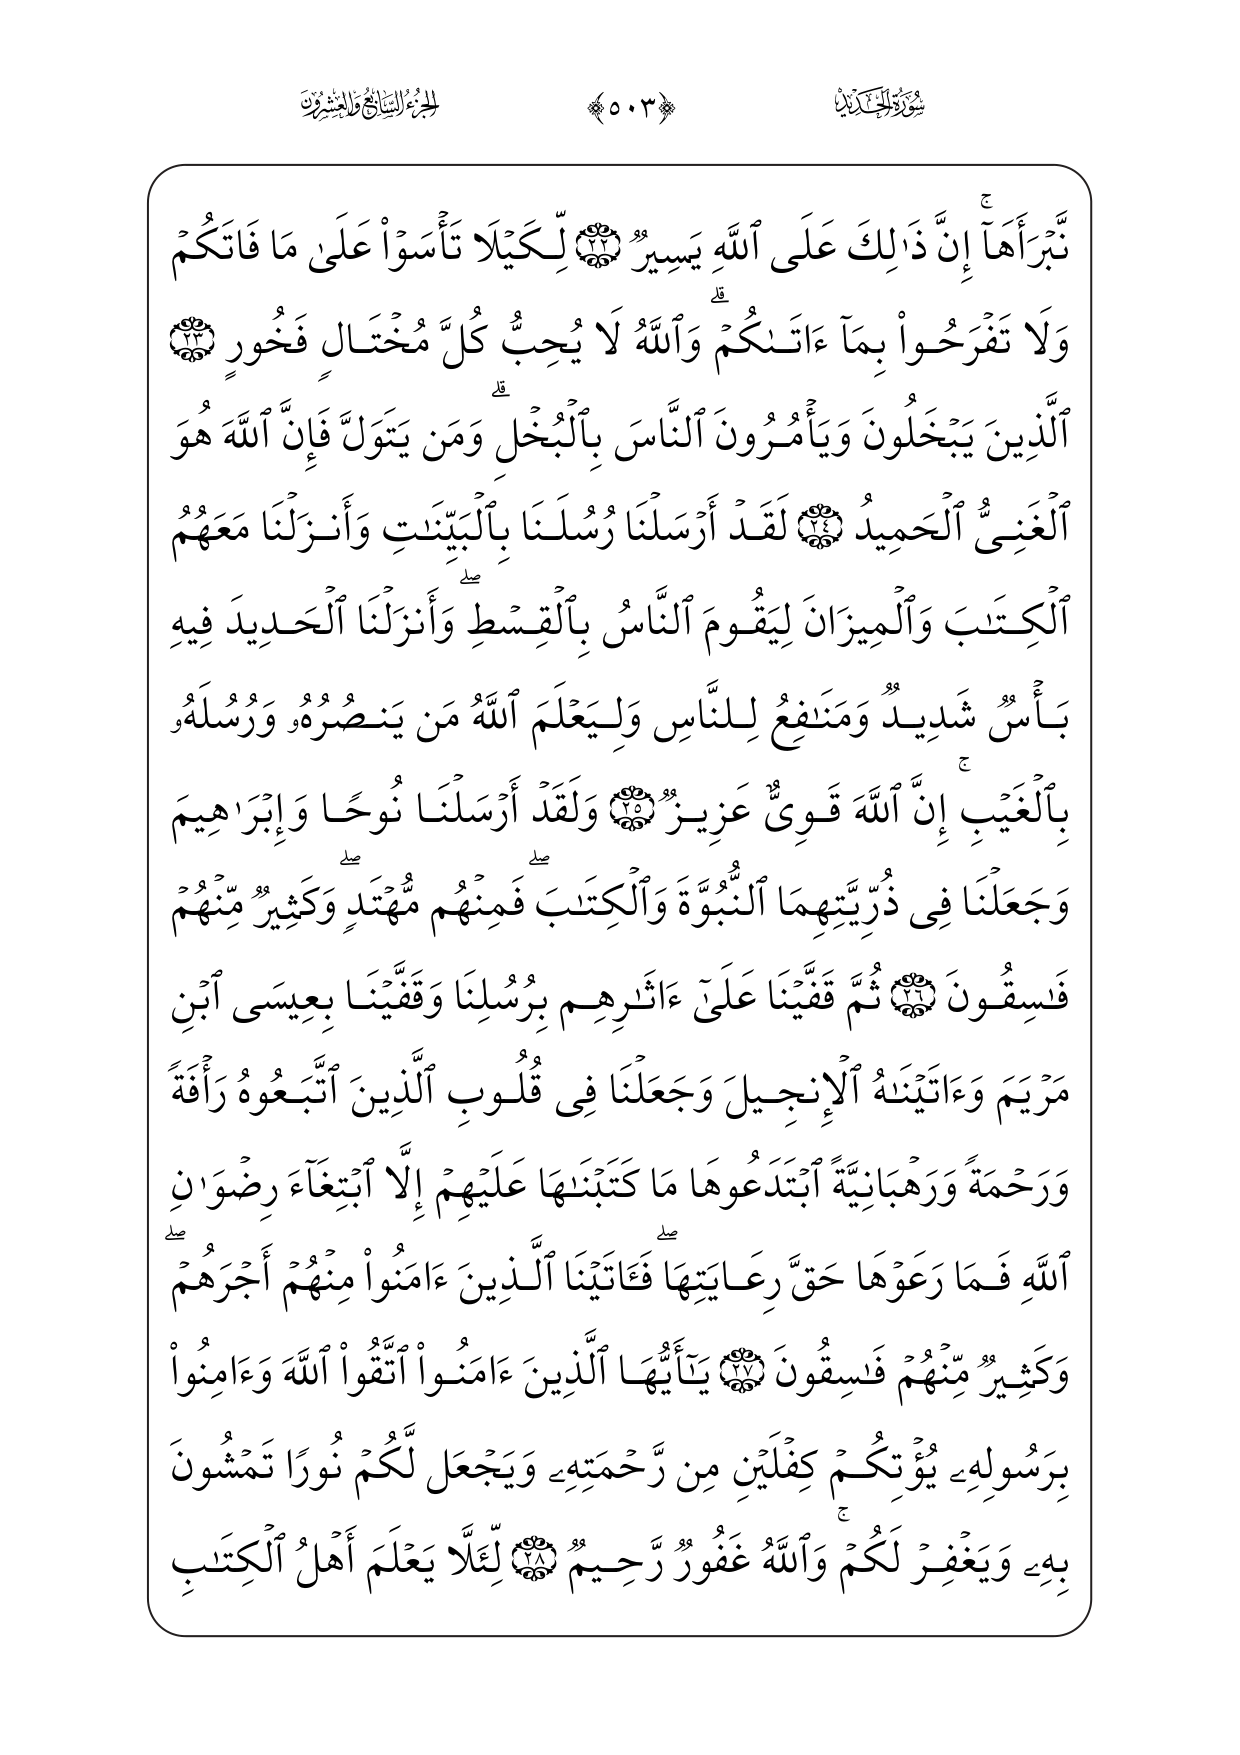 سُورَةُ الحَدِيدِ ﴿٥٠٣﴾ الجُزْءُ السَّابِعُ وَالعِشْرُونَ
نَّبۡرَأَهَآۚ إِنَّ ذَٰلِكَ عَلَى ٱللَّهِ يَسِيرٞ ٢٢ لِّكَيۡلَا تَأۡسَوۡاْ عَلَىٰ مَا فَاتَكُمۡ
وَلَا تَفۡرَحُواْ بِمَآ ءَاتَىٰكُمۡۗ وَٱللَّهُ لَا يُحِبُّ كُلَّ مُخۡتَالٖ فَخُورٍ ٢٣
ٱلَّذِينَ يَبۡخَلُونَ وَيَأۡمُرُونَ ٱلنَّاسَ بِٱلۡبُخۡلِۗ وَمَن يَتَوَلَّ فَإِنَّ ٱللَّهَ هُوَ
ٱلۡغَنِيُّ ٱلۡحَمِيدُ ٢٤ لَقَدۡ أَرۡسَلۡنَا رُسُلَنَا بِٱلۡبَيِّنَٰتِ وَأَنزَلۡنَا مَعَهُمُ
ٱلۡكِتَٰبَ وَٱلۡمِيزَانَ لِيَقُومَ ٱلنَّاسُ بِٱلۡقِسۡطِۖ وَأَنزَلۡنَا ٱلۡحَدِيدَ فِيهِ
بَأۡسٞ شَدِيدٞ وَمَنَٰفِعُ لِلنَّاسِ وَلِيَعۡلَمَ ٱللَّهُ مَن يَنصُرُهُۥ وَرُسُلَهُۥ
بِٱلۡغَيۡبِۚ إِنَّ ٱللَّهَ قَوِيٌّ عَزِيزٞ ٢٥ وَلَقَدۡ أَرۡسَلۡنَا نُوحٗا وَإِبۡرَٰهِيمَ
وَجَعَلۡنَا فِي ذُرِّيَّتِهِمَا ٱلنُّبُوَّةَ وَٱلۡكِتَٰبَۖ فَمِنۡهُم مُّهۡتَدٖۖ وَكَثِيرٞ مِّنۡهُمۡ
فَٰسِقُونَ ٢٦ ثُمَّ قَفَّيۡنَا عَلَىٰٓ ءَاثَٰرِهِم بِرُسُلِنَا وَقَفَّيۡنَا بِعِيسَى ٱبۡنِ
مَرۡيَمَ وَءَاتَيۡنَٰهُ ٱلۡإِنجِيلَ وَجَعَلۡنَا فِي قُلُوبِ ٱلَّذِينَ ٱتَّبَعُوهُ رَأۡفَةٗ
وَرَحۡمَةٗ وَرَهۡبَانِيَّةً ٱبۡتَدَعُوهَا مَا كَتَبۡنَٰهَا عَلَيۡهِمۡ إِلَّا ٱبۡتِغَآءَ رِضۡوَٰنِ
ٱللَّهِ فَمَا رَعَوۡهَا حَقَّ رِعَايَتِهَاۖ فَـَٔاتَيۡنَا ٱلَّذِينَ ءَامَنُواْ مِنۡهُمۡ أَجۡرَهُمۡۖ
وَكَثِيرٞ مِّنۡهُمۡ فَٰسِقُونَ ٢٧ يَٰٓأَيُّهَا ٱلَّذِينَ ءَامَنُواْ ٱتَّقُواْ ٱللَّهَ وَءَامِنُواْ
بِرَسُولِهِۦ يُؤۡتِكُمۡ كِفۡلَيۡنِ مِن رَّحۡمَتِهِۦ وَيَجۡعَل لَّكُمۡ نُورٗا تَمۡشُونَ
بِهِۦ وَيَغۡفِرۡ لَكُمۡۚ وَٱللَّهُ غَفُورٞ رَّحِيمٞ ٢٨ لِّئَلَّا يَعۡلَمَ أَهۡلُ ٱلۡكِتَٰبِ